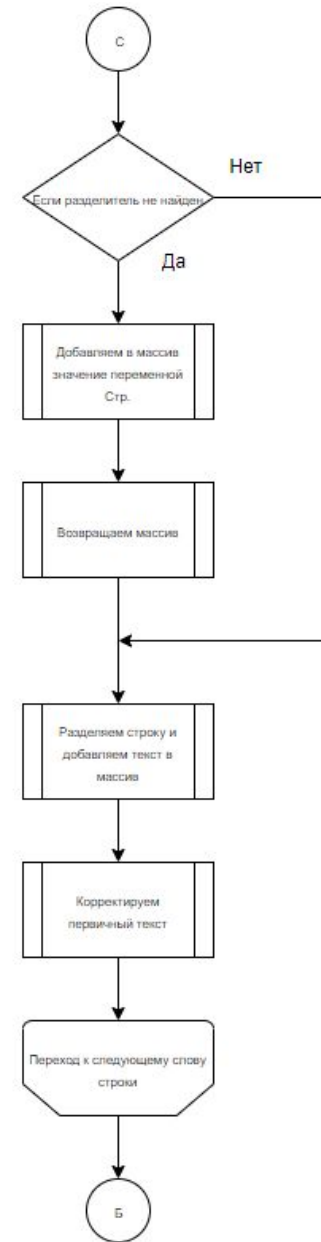 С
Если разделитель не найден
Нет
Да
Добавляем в массив
значение переменной
Стр.
Возвращаем массив
Разделяем строку и
добавляем текст в
массив
Корректируем
первичный текст
Переход к следующему слову
строки
Б